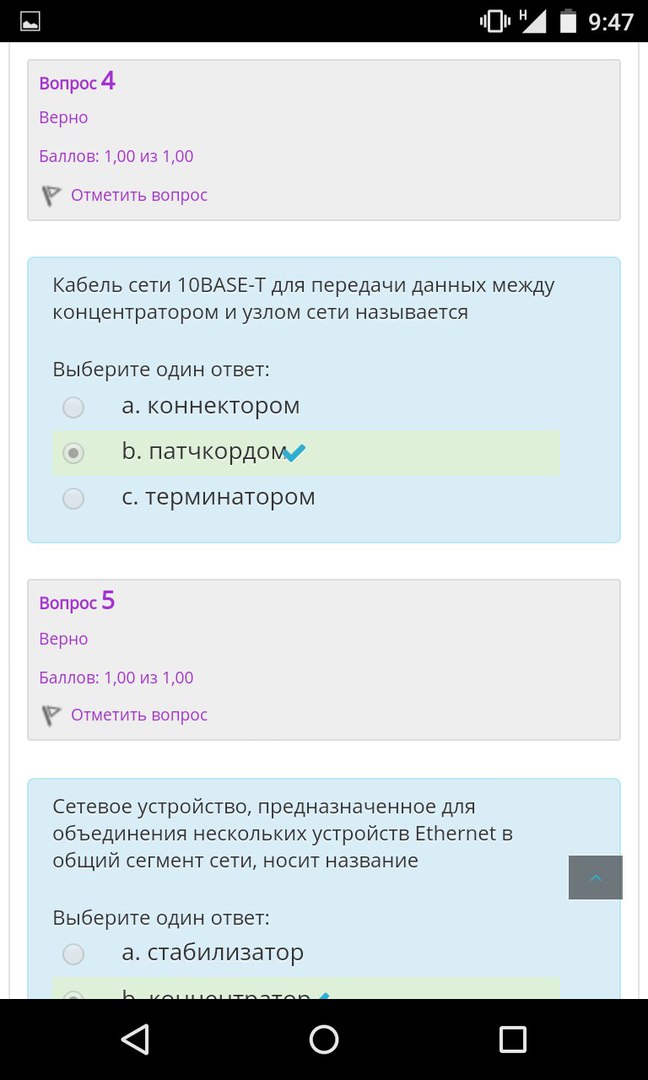 H 9:47
Вопрос 4
Верно
Баллов: 1,00 из 1,00
Отметить вопрос
Кабель сети 10BASE-T для передачи данных между
концентратором и узлом сети называется
Выберите один ответ:
a. коннектором
b. патчкордом
c. терминатором
Вопрос 5
Верно
Баллов: 1,00 из 1,00
Отметить вопрос
Сетевое устройство, предназначенное для
объединения нескольких устройств Ethernet в
общий сегмент сети, носит название
Выберите один ответ:
a. стабилизатор
b. концентратор